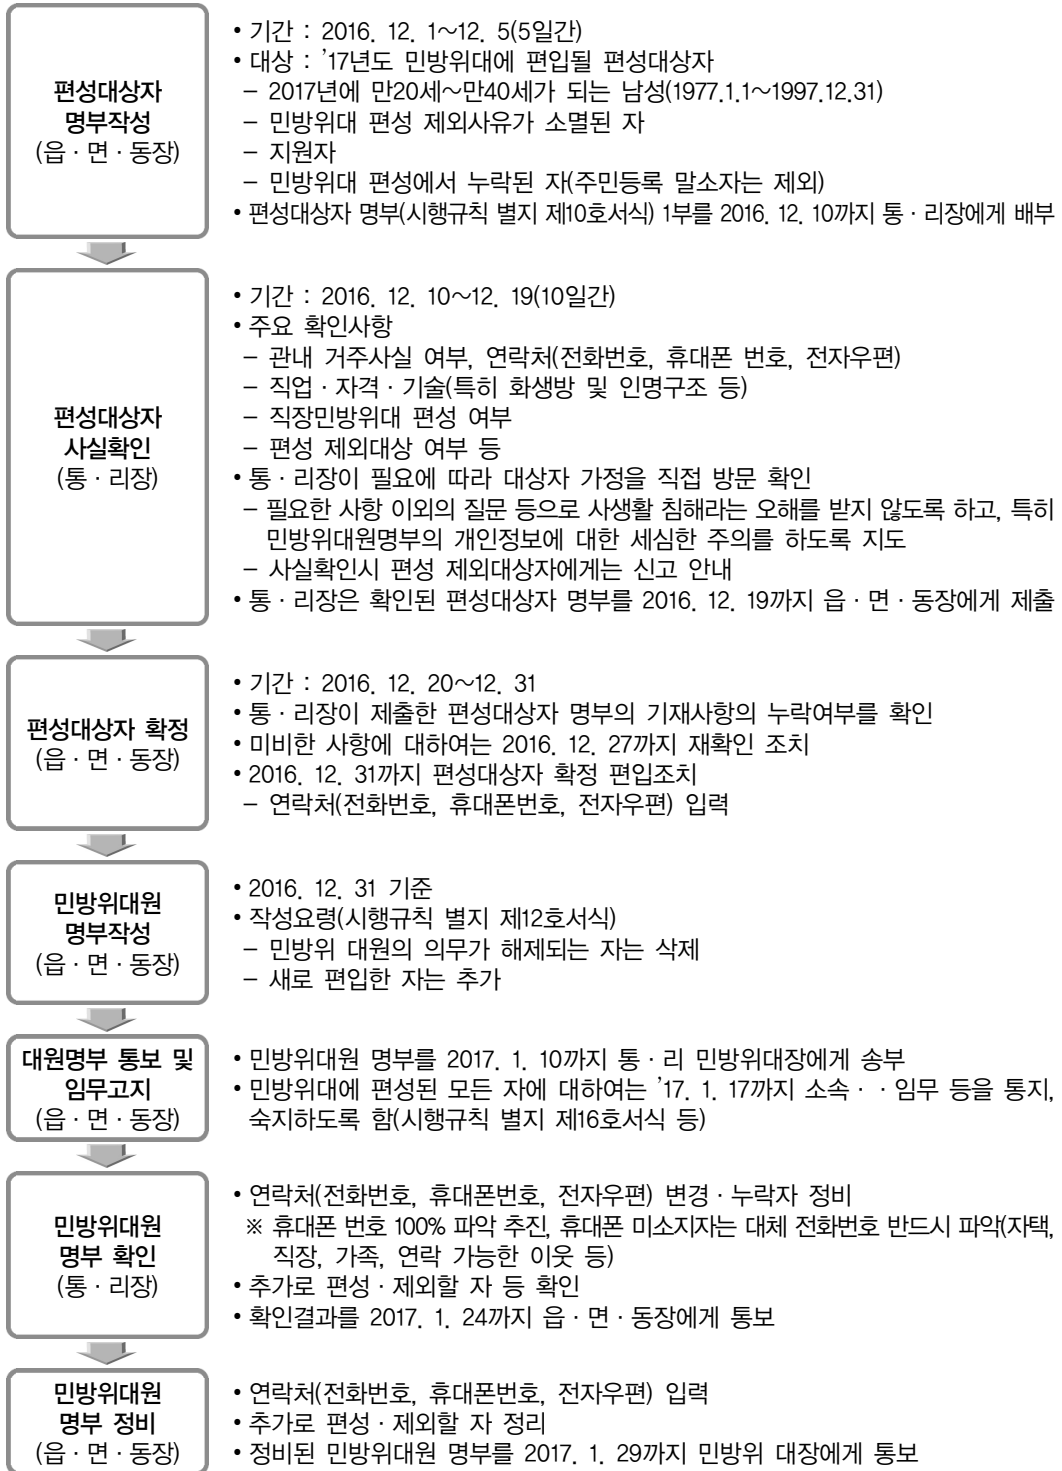 편성대상자
명부작성
(읍 · 면 · 동장)
• 기간 : 2016. 12. 1～12. 5(5일간)
• 대상 : ’17년도 민방위대에 편입될 편성대상자
－ 2017년에 만20세～만40세가 되는 남성(1977.1.1～1997.12.31)
－ 민방위대 편성 제외사유가 소멸된 자
－ 지원자
－ 민방위대 편성에서 누락된 자(주민등록 말소자는 제외)
• 편성대상자 명부(시행규칙 별지 제10호서식) 1부를 2016. 12. 10까지 통 · 리장에게 배부
편성대상자
사실확인
(통 · 리장)
• 기간 : 2016. 12. 10～12. 19(10일간)
• 주요 확인사항
－ 관내 거주사실 여부, 연락처(전화번호, 휴대폰 번호, 전자우편)
－ 직업 · 자격 · 기술(특히 화생방 및 인명구조 등)
－ 직장민방위대 편성 여부
－ 편성 제외대상 여부 등
• 통 · 리장이 필요에 따라 대상자 가정을 직접 방문 확인
－ 필요한 사항 이외의 질문 등으로 사생활 침해라는 오해를 받지 않도록 하고, 특히
민방위대원명부의 개인정보에 대한 세심한 주의를 하도록 지도
－ 사실확인시 편성 제외대상자에게는 신고 안내
• 통 · 리장은 확인된 편성대상자 명부를 2016. 12. 19까지 읍 · 면 · 동장에게 제출
편성대상자 확정
(읍 · 면 · 동장)
• 기간 : 2016. 12. 20～12. 31
• 통 · 리장이 제출한 편성대상자 명부의 기재사항의 누락여부를 확인
• 미비한 사항에 대하여는 2016. 12. 27까지 재확인 조치
• 2016. 12. 31까지 편성대상자 확정 편입조치
－ 연락처(전화번호, 휴대폰번호, 전자우편) 입력
민방위대원
명부작성
(읍 · 면 · 동장)
• 2016. 12. 31 기준
• 작성요령(시행규칙 별지 제12호서식)
－ 민방위 대원의 의무가 해제되는 자는 삭제
－ 새로 편입한 자는 추가
대원명부 통보 및
임무고지
(읍 · 면 · 동장)
• 민방위대원 명부를 2017. 1. 10까지 통 · 리 민방위대장에게 송부
• 민방위대에 편성된 모든 자에 대하여는 ’17. 1. 17까지 소속 · · 임무 등을 통지,
숙지하도록 함(시행규칙 별지 제16호서식 등)
민방위대원
명부 확인
(통 · 리장)
• 연락처(전화번호, 휴대폰번호, 전자우편) 변경 · 누락자 정비
※ 휴대폰 번호 100% 파악 추진, 휴대폰 미소지자는 대체 전화번호 반드시 파악(자택,
직장, 가족, 연락 가능한 이웃 등)
• 추가로 편성 · 제외할 자 등 확인
• 확인결과를 2017. 1. 24까지 읍 · 면 · 동장에게 통보
민방위대원
명부 정비
(읍 · 면 · 동장)
• 연락처(전화번호, 휴대폰번호, 전자우편) 입력
• 추가로 편성 · 제외할 자 정리
• 정비된 민방위대원 명부를 2017. 1. 29까지 민방위 대장에게 통보